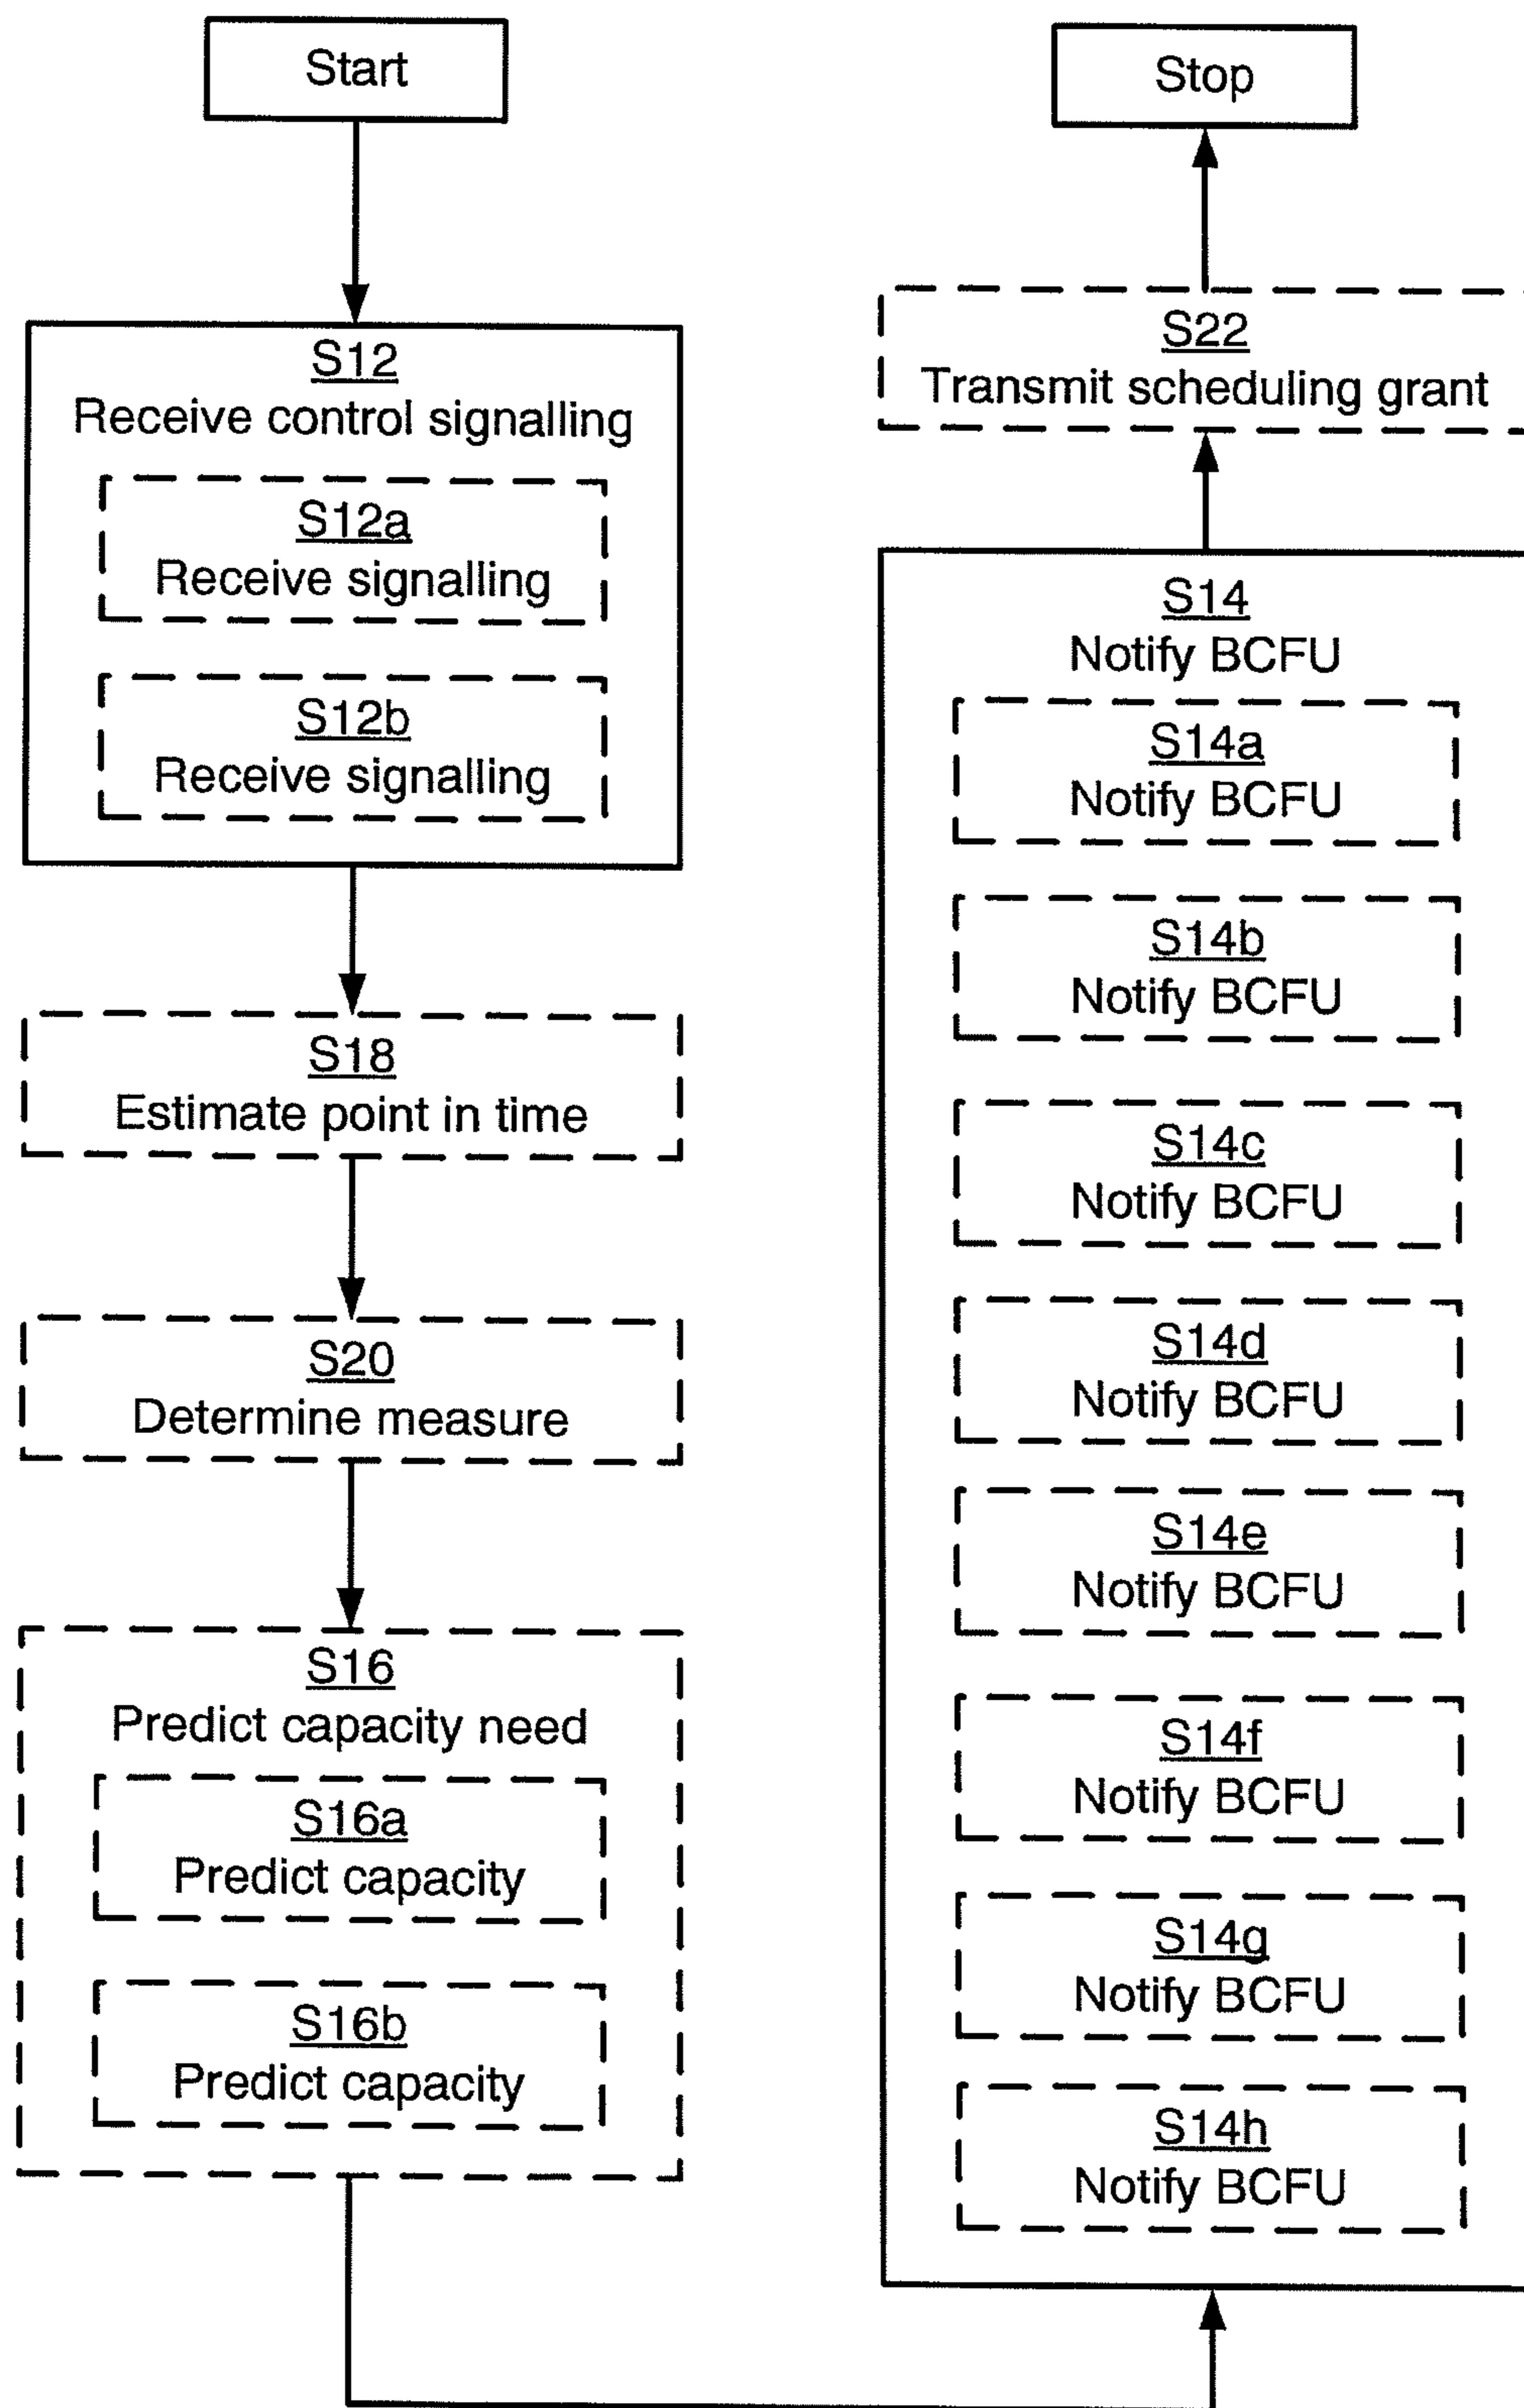 Start
S12
Receive control signalling
S12a
Receive signalling
S12b
Receive signalling
S18
Estimate point in time
S20
Determine measure
S16
Predict capacity need
S16a
Predict capacity
S16b
Predict capacity
Stop
S22
Transmit scheduling grant
S14
Notify BCFU
S14a
Notify BCFU
S14b
Notify BCFU
S14c
Notify BCFU
S14d
Notify BCFU
S14e
Notify BCFU
S14f
Notify BCFU
S14g
Notify BCFU
S14h
Notify BCFU